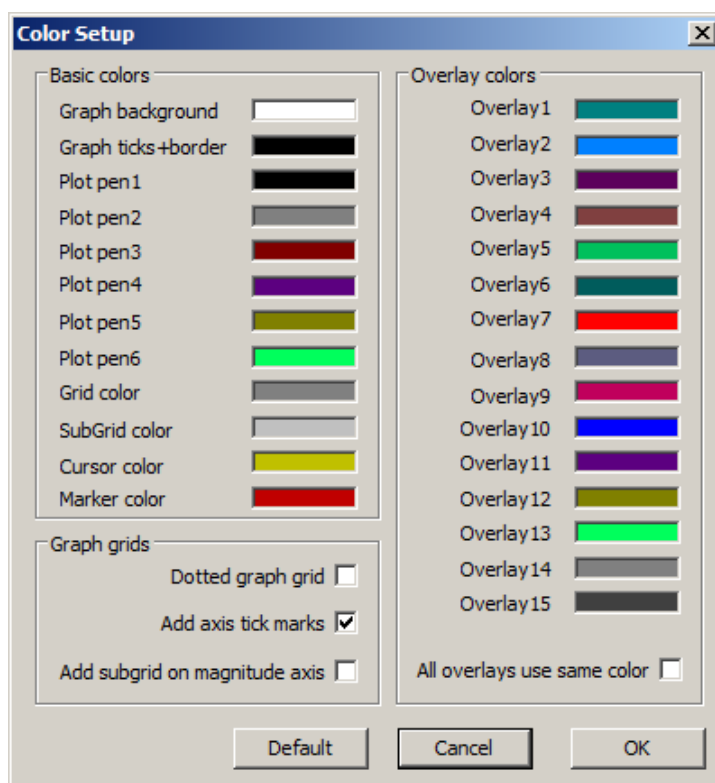 Color Setup
Basic colors
Graph background
Graph ticks+border
Plot pen1
Plot pen2
Plot pen3
Plot pen4
Plot pen5
Plot pen6
Grid color
SubGrid color
Cursor color
Marker color
Graph grids
Dotted graph grid
Add axis tick marks
Add subgrid on magnitude axis
Overlay colors
Overlay1
Overlay2
Overlay3
Overlay4
Overlay5
Overlay6
Overlay7
Overlay8
Overlay9
Overlay10
Overlay11
Overlay12
Overlay13
Overlay14
Overlay15
All overlays use same color
Default
Cancel
OK